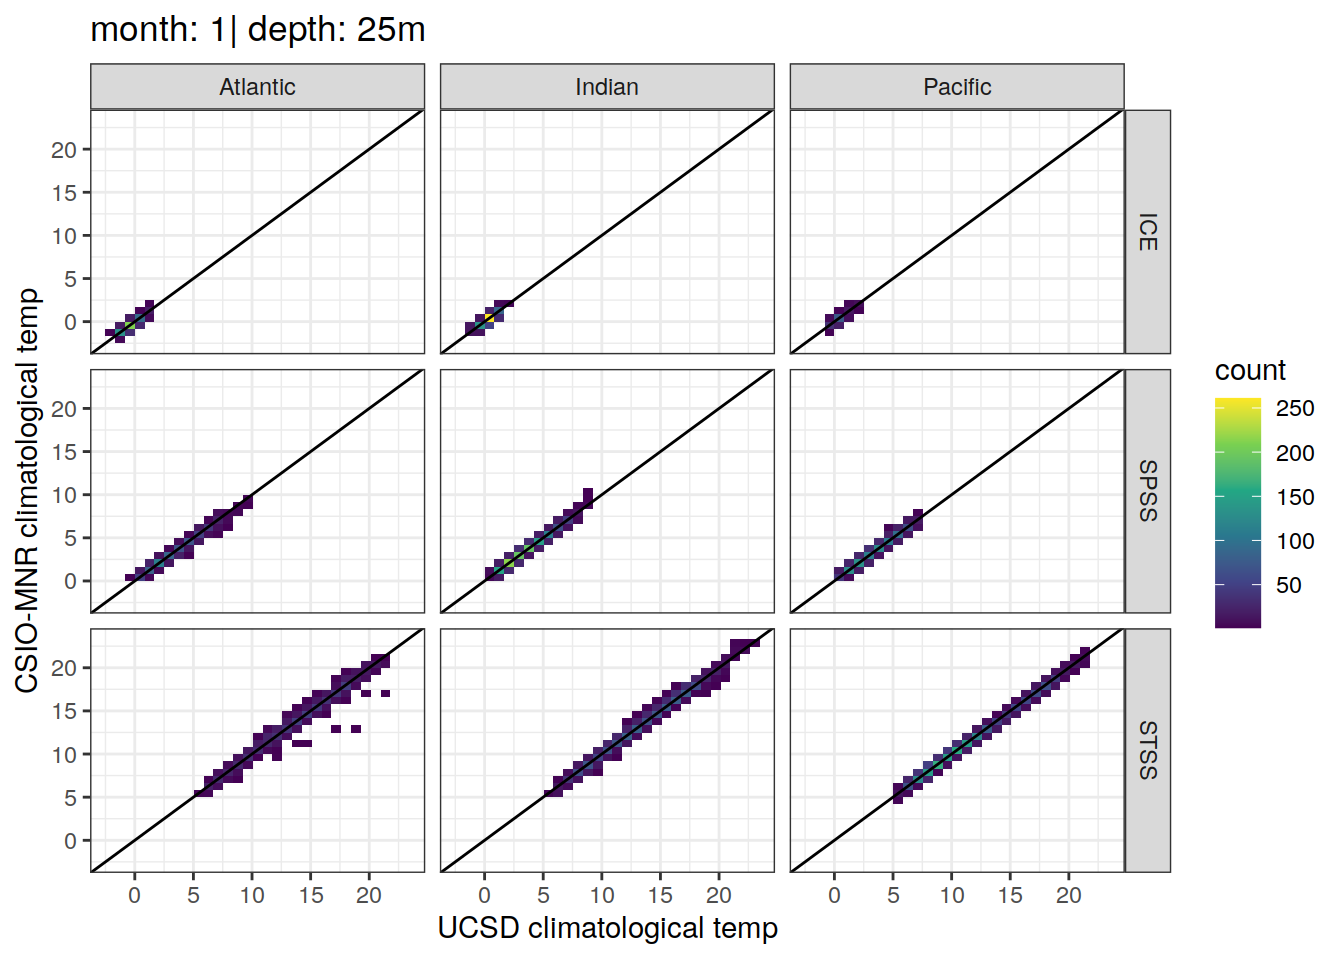 month: 1| depth: 25m
Atlantic Indian Pacific
CSIO-MNR climatological temp
20
15
10
5
0
ICE
20
15
10
5
0
SPSS
20
15
10
5
0
STSS
0 5 10 15 20 0 5 10 15 20 0 5 10 15 20
UCSD climatological temp
count
250
200
150
100
50